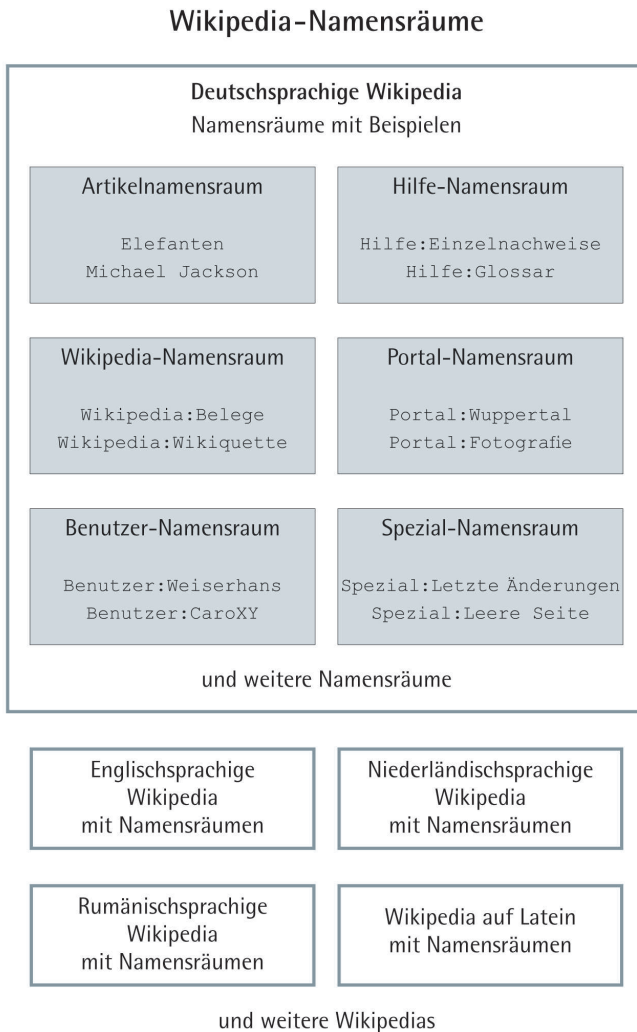 Wikipedia-Namensräume
Deutschsprachige Wikipedia
Namensräume mit Beispielen
Artikelnamensraum
Elefanten
Michael Jackson
Hilfe-Namensraum
Hilfe:Einzelnachweise
Hilfe:Glossar
Wikipedia-Namensraum
Wikipedia:Belege
Wikipedia:Wikiquette
Portal-Namensraum
Portal:Wuppertal
Portal:Fotografie
Benutzer-Namensraum
Benutzer:Weiserhans
Benutzer:CaroXY
Spezial-Namensraum
Spezial:Letzte Änderungen
Spezial:Leere Seite
und weitere Namensräume
Englischsprachige
Wikipedia
mit Namensräumen
Niederländischsprachige
Wikipedia
mit Namensräumen
Rumänischsprachige
Wikipedia
mit Namensräumen
Wikipedia auf Latein
mit Namensräumen
und weitere Wikipedias